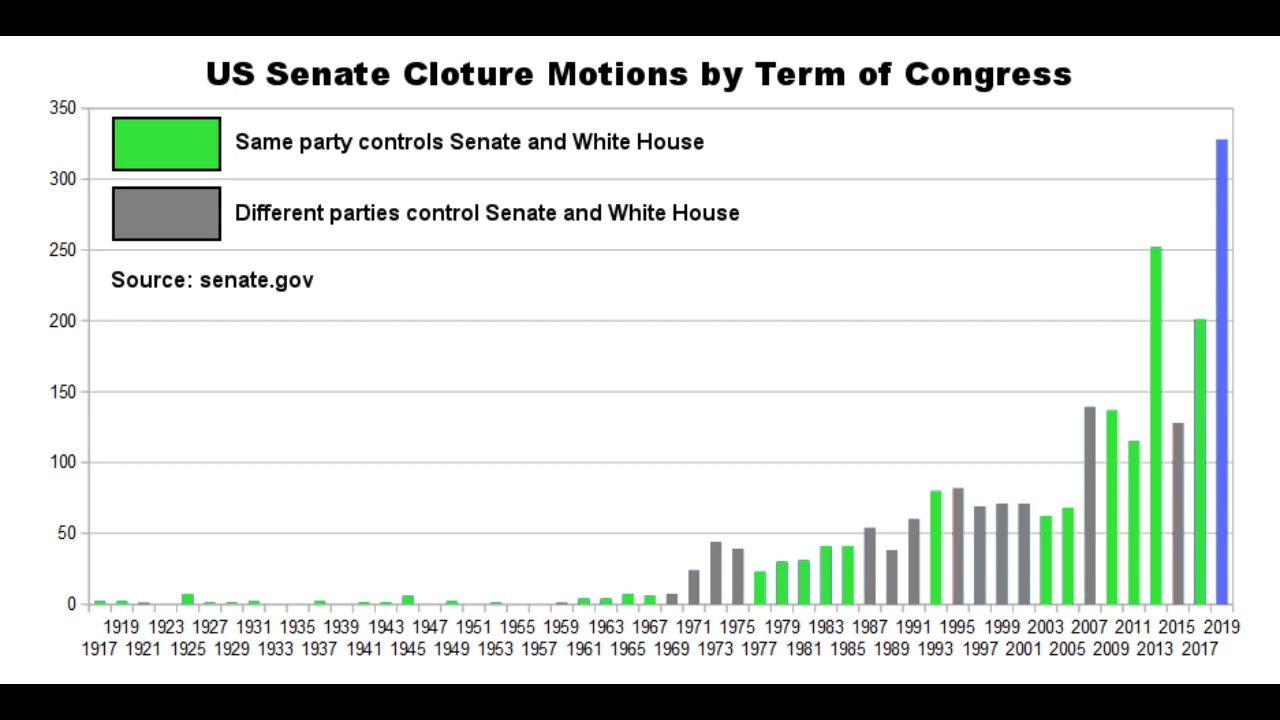 US Senate Cloture Motions by Term of Congress
350
Same party controls Senate and White House
300
Different parties control Senate and White House
250
Source: senate.gov
200
150
100
50
0
1919 1923 1927 1931 1935 1939 1943 1947 1951 1955 1959 1963 1967 1971 1975 1979 1983 1987 1991 1995 1999 2003 2007 2011 2015 2019
1917 1921 1925 1929 1933 1937 1941 1945 1949 1953 1957 1961 1965 1969 1973 1977 1981 1985 1989 1993 1997 2001 2005 2009 2013 2017